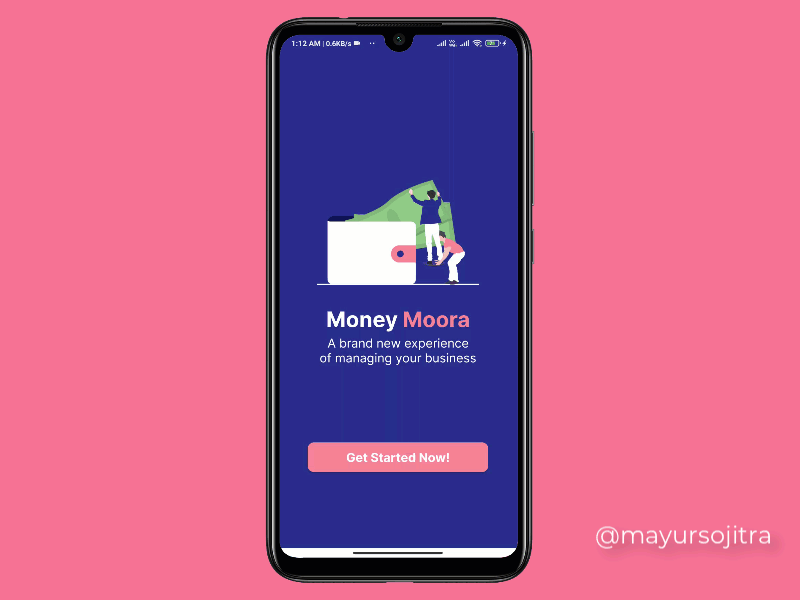 1:12 AM | 0.6KB/s
Money Moora
A brand new experience
of managing your business
Get Started Now!
@mayursojitra